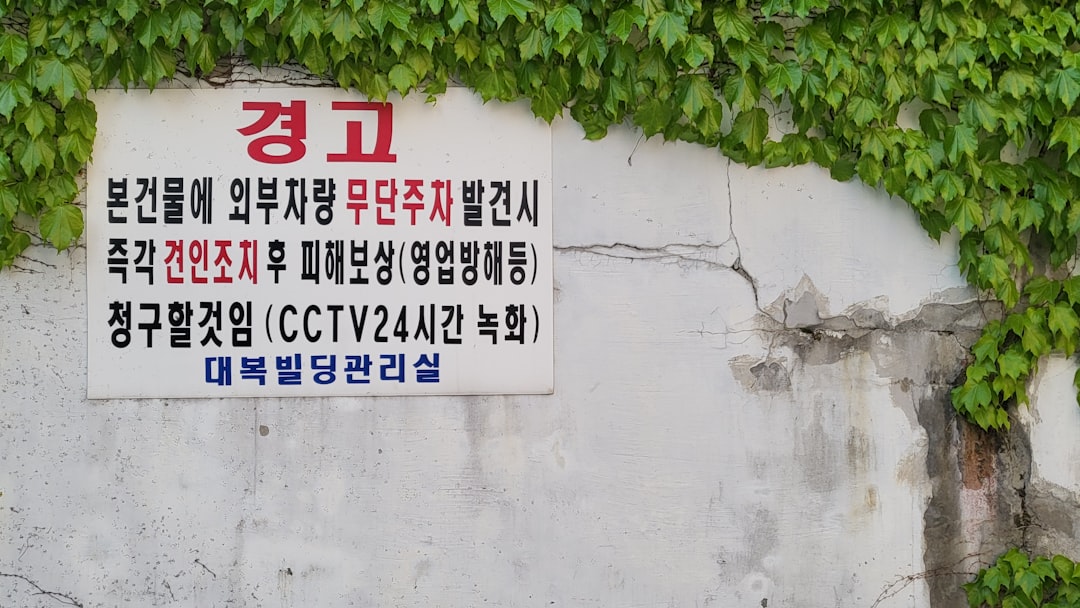 경고
본건물에 외부차량 무단주차 발견시
즉각 견인조치 후 피해보상(영업방해등)
청구할것임 (CCTV24시간 녹화)
대복빌딩관리실